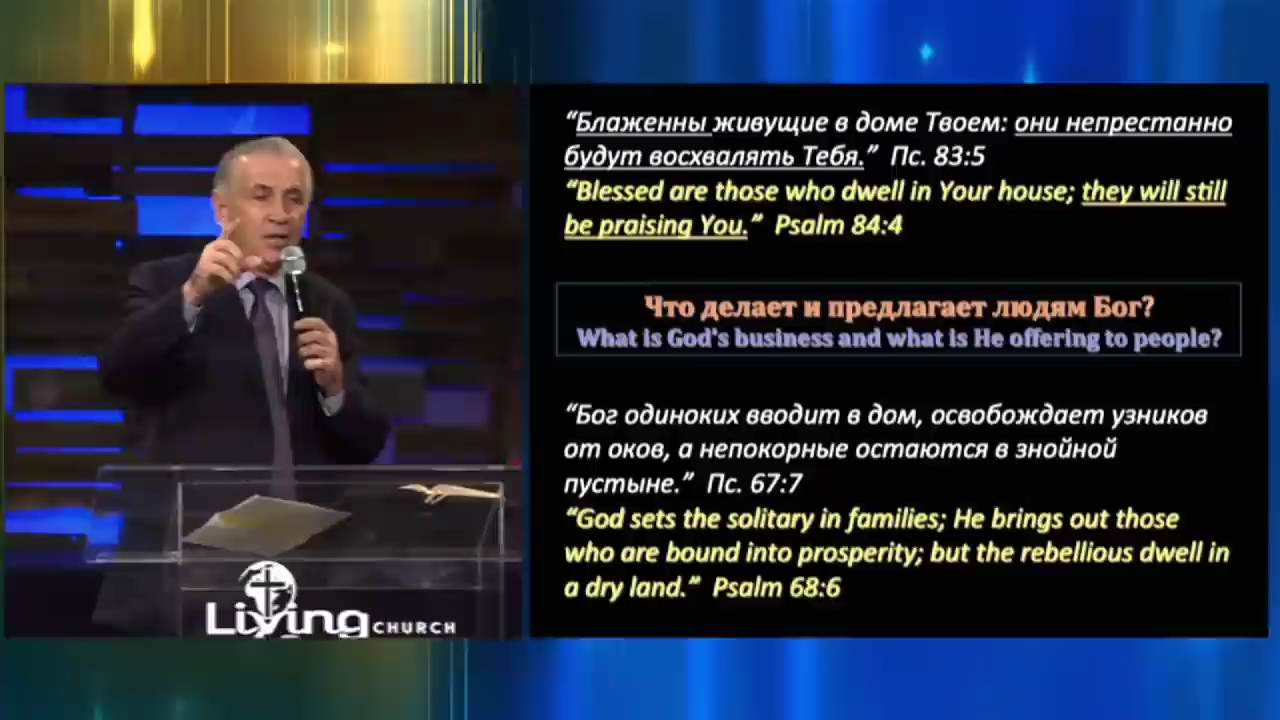 “Блаженны живущие в доме Твоем: они непрестанно
будут восхвалять Тебя.” Пс. 83:5
“Blessed are those who dwell in Your house; they will still
be praising You.” Psalm 84:4
Что делает и предлагает людям Бог?
What is God's business and what is He offering to people?
“Бог одиноких вводит в дом, освобождает узников
от оков, а непокорные остаются в знойной
пустыне.” Пс. 67:7
“God sets the solitary in families; He brings out those
who are bound into prosperity; but the rebellious dwell in
a dry land.” Psalm 68:6
Living CHURCH